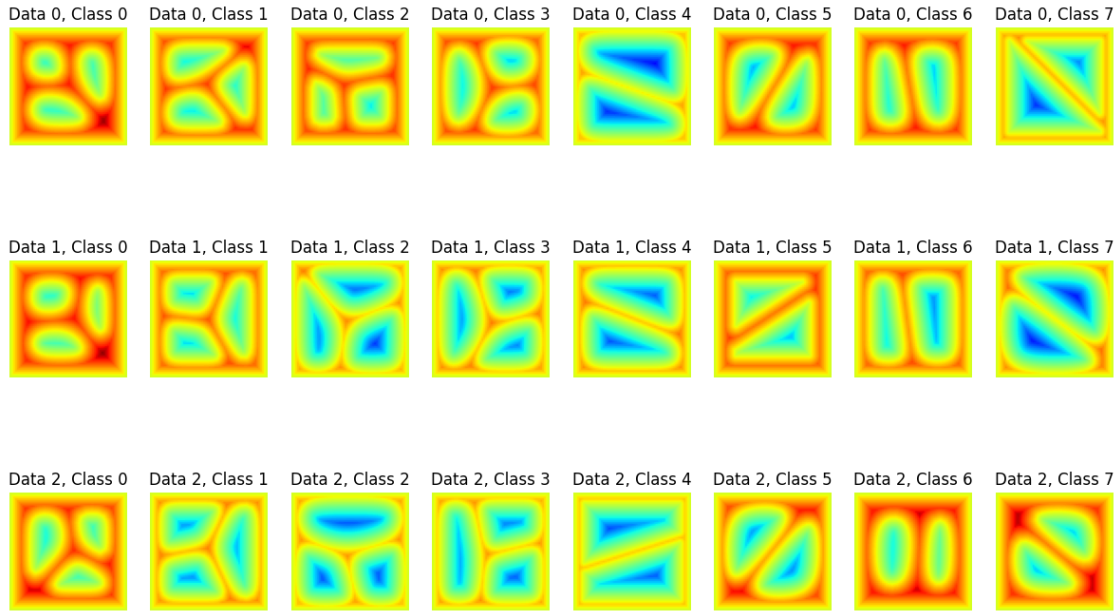 Data 0, Class 0 Data 0, Class 1 Data 0, Class 2 Data 0, Class 3 Data 0, Class 4 Data 0, Class 5 Data 0, Class 6 Data 0, Class 7
Data 1, Class 0 Data 1, Class 1 Data 1, Class 2 Data 1, Class 3 Data 1, Class 4 Data 1, Class 5 Data 1, Class 6 Data 1, Class 7
Data 2, Class 0 Data 2, Class 1 Data 2, Class 2 Data 2, Class 3 Data 2, Class 4 Data 2, Class 5 Data 2, Class 6 Data 2, Class 7